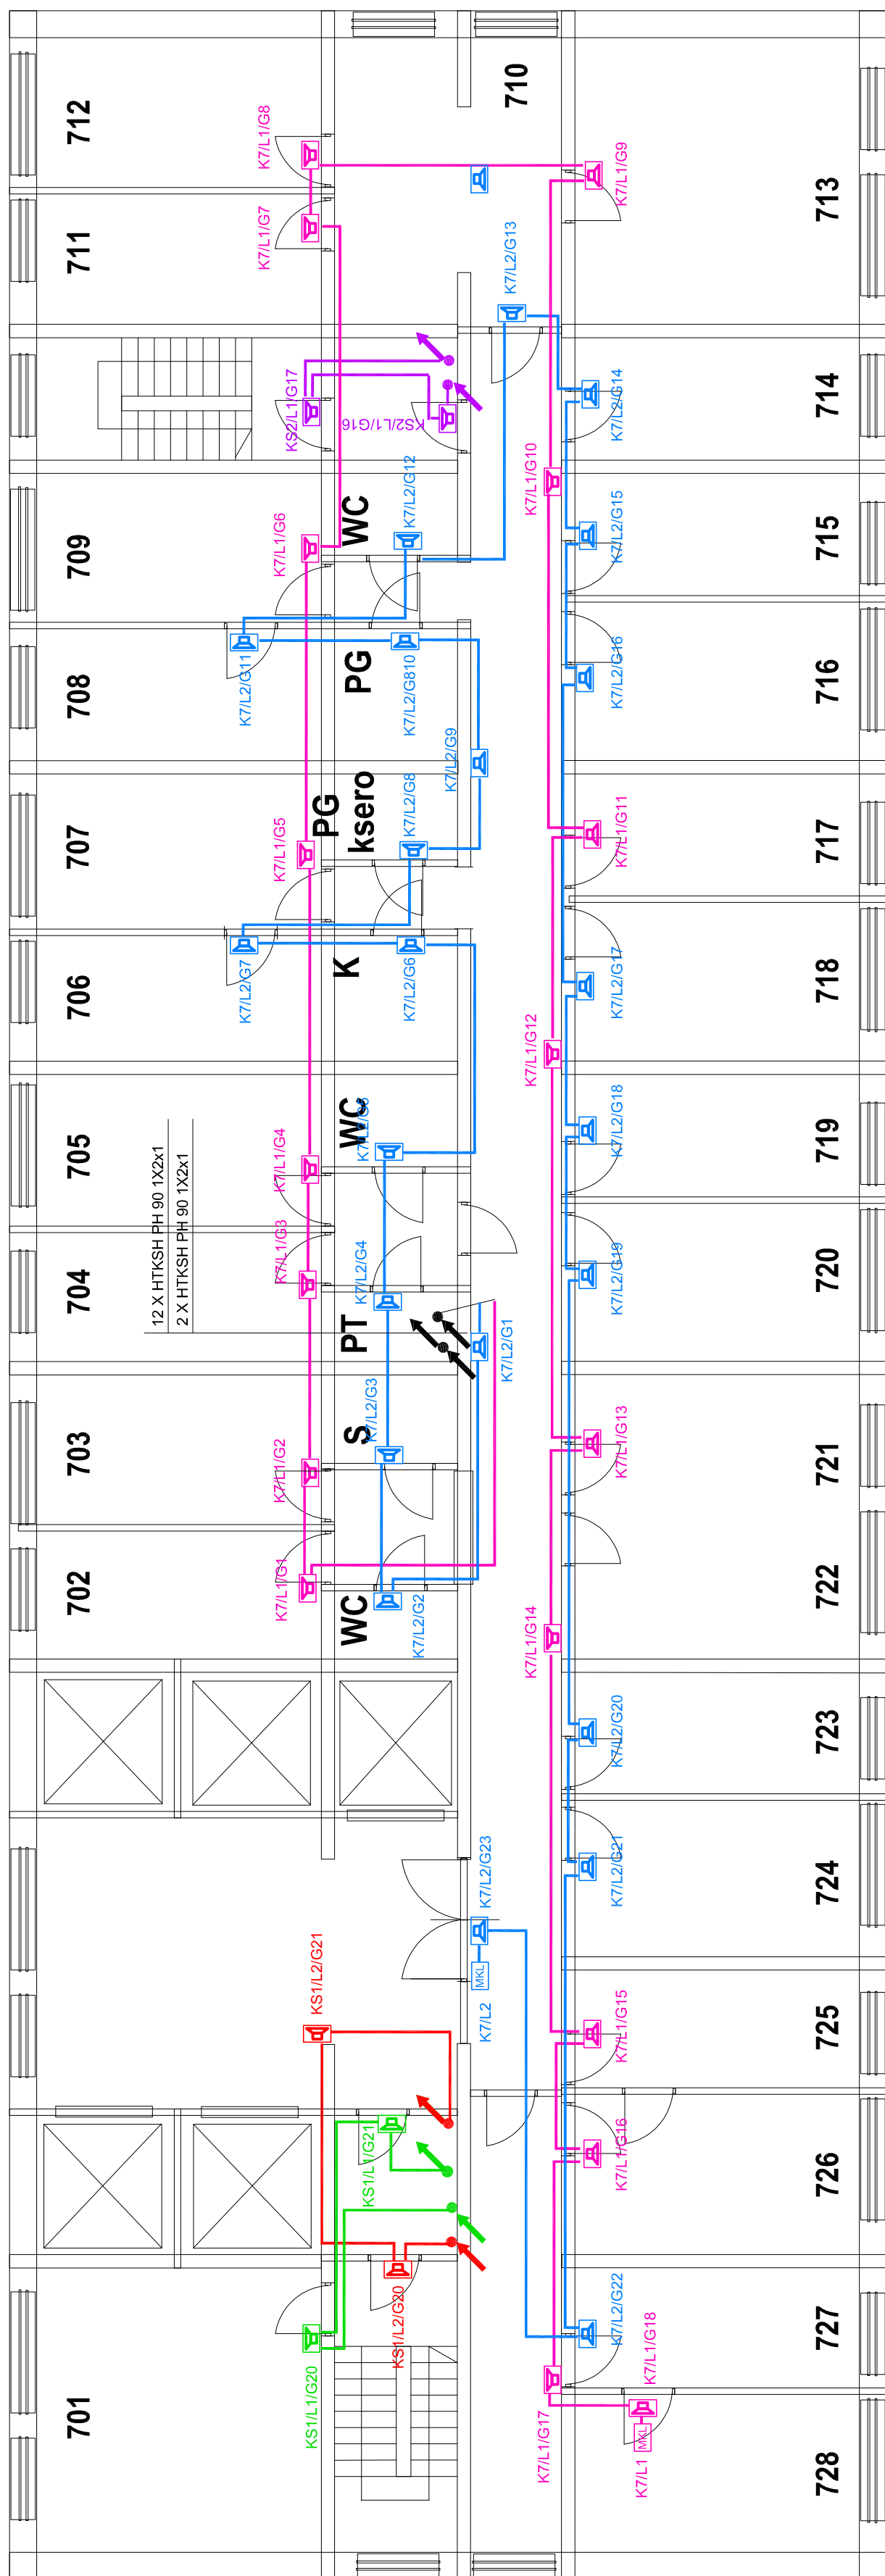 712
711
709
708
707
706
705
704
703
702
701
K7/L1/G8
K7/L1/G7
KS2/L1/G17
KS2/L1/G16
K7/L1/G6
K7/L2/G11
K7/L1/G5
K7/L2/G7
K7/L1/G4
K7/L1/G3
K7/L1/G2
K7/L1/G1
12 X HTKSH PH 90 1X2x1
2 X HTKSH PH 90 1X2x1
710
WC
K7/L2/G12
PG
K7/L2/G810
K7/L2/G9
PG
ksero
K7/L2/G8
K
K7/L2/G6
WC
K7/L2/G5
K7/L2/G4
PT
K7/L2/G1
S
K7/L2/G3
WC
K7/L2/G2
K7/L2/G13
K7/L2/G23
MKL
K7/L2
KS1/L2/G21
KS1/L1/G21
KS1/L2/G20
KS1/L1/G20
K7/L1/G9
K7/L2/G14
K7/L1/G10
K7/L2/G15
K7/L2/G16
K7/L1/G11
K7/L2/G17
K7/L1/G12
K7/L2/G18
K7/L2/G19
K7/L1/G13
K7/L1/G14
K7/L2/G20
K7/L2/G21
K7/L1/G15
K7/L1/G16
K7/L2/G22
K7/L1/G18
K7/L1/G17
K7/L1
MKL
713
714
715
716
717
718
719
720
721
722
723
724
725
726
727
728